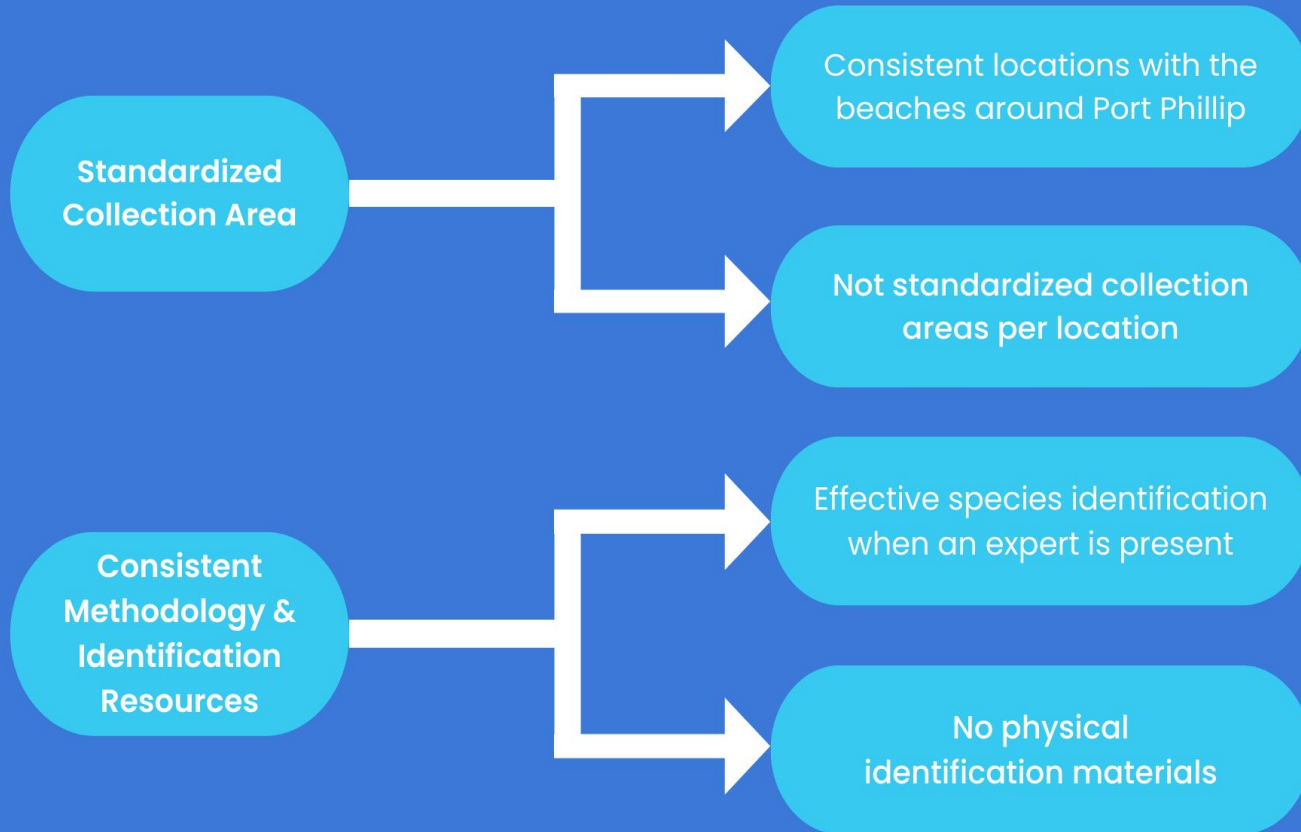 Standardized
Collection Area
Consistent locations with the
beaches around Port Phillip
Not standardized collection
areas per location
Consistent
Methodology &
Identification
Resources
Effective species identification
when an expert is present
No physical
identification materials